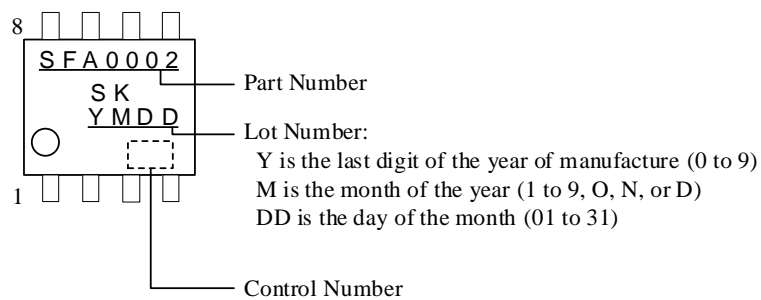 8
SFA0002
SK
YMDD
1
Part Number
Lot Number:
Y is the last digit of the year of manufacture (0 to 9)
M is the month of the year (1 to 9, O, N, or D)
DD is the day of the month (01 to 31)
Control Number